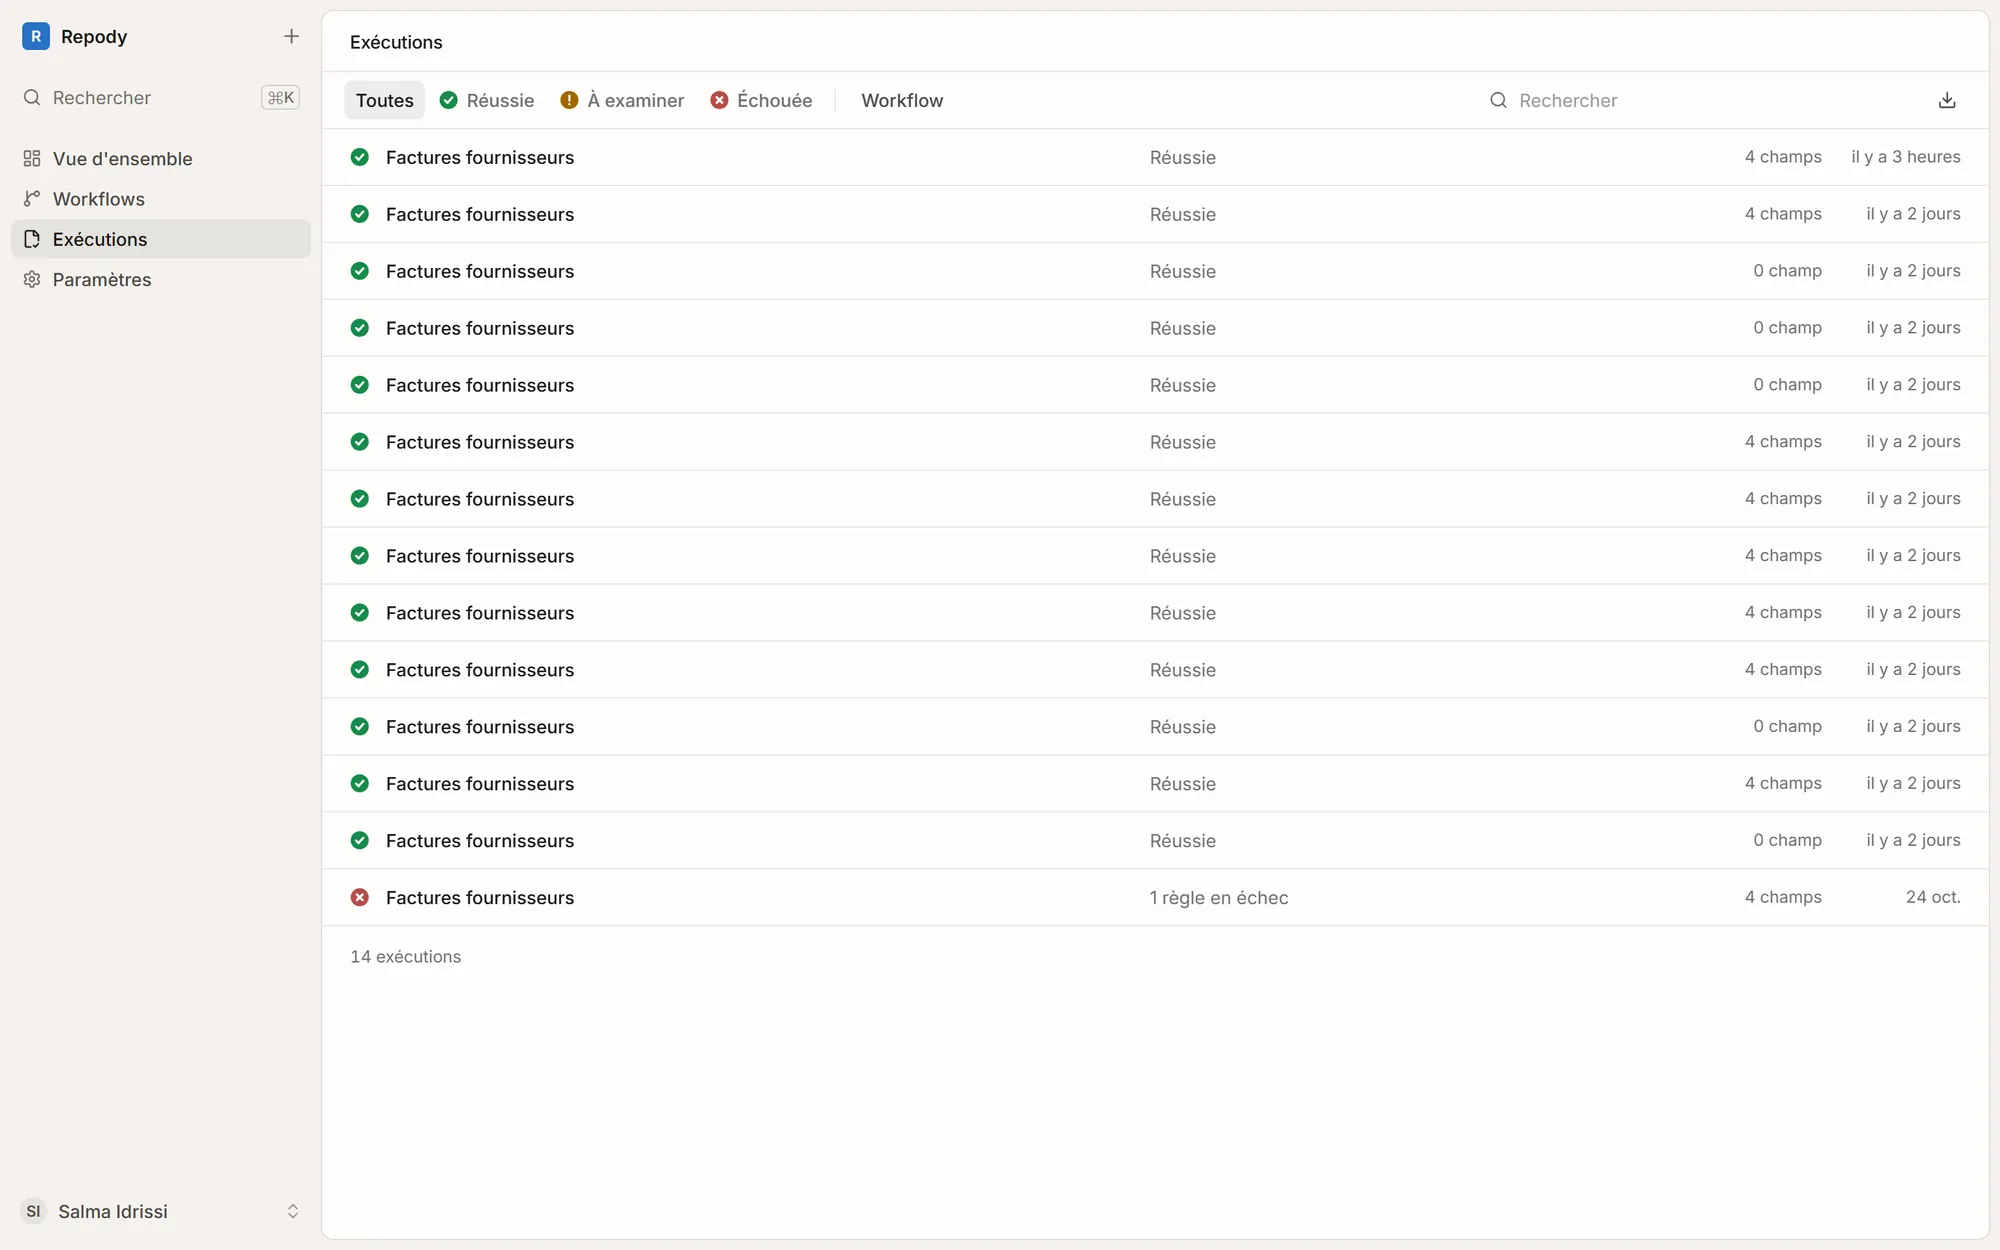 R Repody
Rechercher ⌘K
Vue d'ensemble
Workflows
Exécutions
Paramètres
SI Salma Idrissi
Exécutions
Toutes Réussie À examiner Échouée Workflow Rechercher
Factures fournisseurs Réussie 4 champs il y a 3 heures
Factures fournisseurs Réussie 4 champs il y a 2 jours
Factures fournisseurs Réussie 0 champ il y a 2 jours
Factures fournisseurs Réussie 0 champ il y a 2 jours
Factures fournisseurs Réussie 0 champ il y a 2 jours
Factures fournisseurs Réussie 4 champs il y a 2 jours
Factures fournisseurs Réussie 4 champs il y a 2 jours
Factures fournisseurs Réussie 4 champs il y a 2 jours
Factures fournisseurs Réussie 4 champs il y a 2 jours
Factures fournisseurs Réussie 4 champs il y a 2 jours
Factures fournisseurs Réussie 0 champ il y a 2 jours
Factures fournisseurs Réussie 4 champs il y a 2 jours
Factures fournisseurs Réussie 0 champ il y a 2 jours
Factures fournisseurs 1 règle en échec 4 champs 24 oct.
14 exécutions